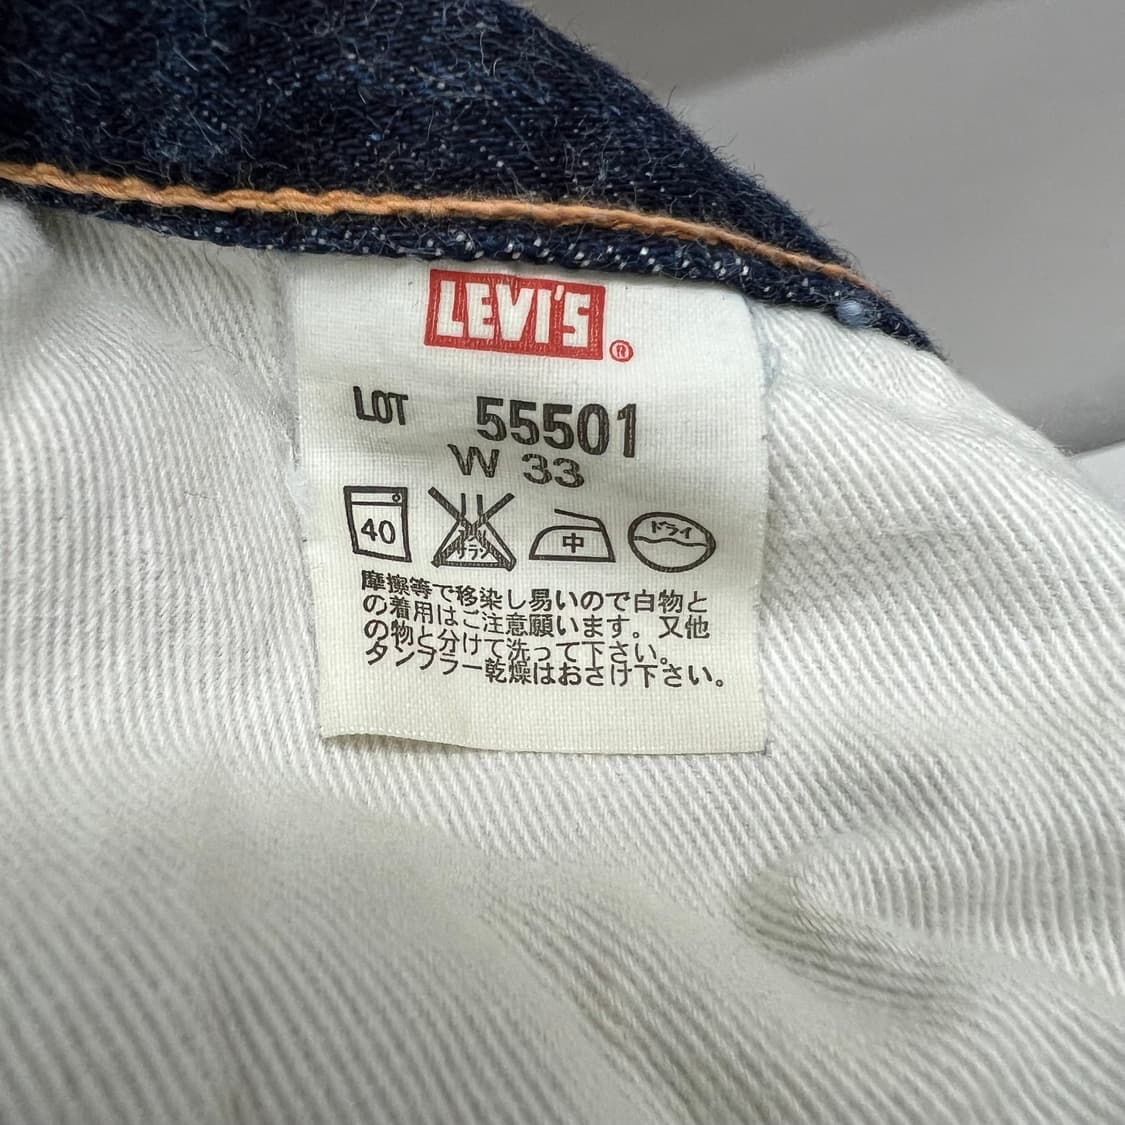 LEVI'S®
LOT 55501
W 33
40 中 ドライ
摩擦等で移染し易いので白物と
の着用はご注意願います。又他
の物と分けて洗って下さい。
タンブラー乾燥はおさけ下さい。